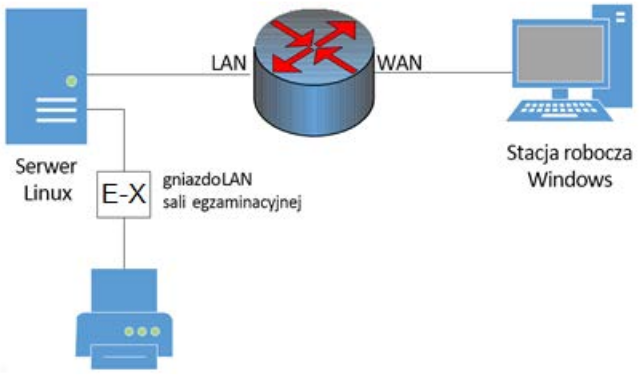 LAN
WAN
Serwer
Linux
E-X
gniazdoLAN
sali egzaminacyjnej
Stacja robocza
Windows